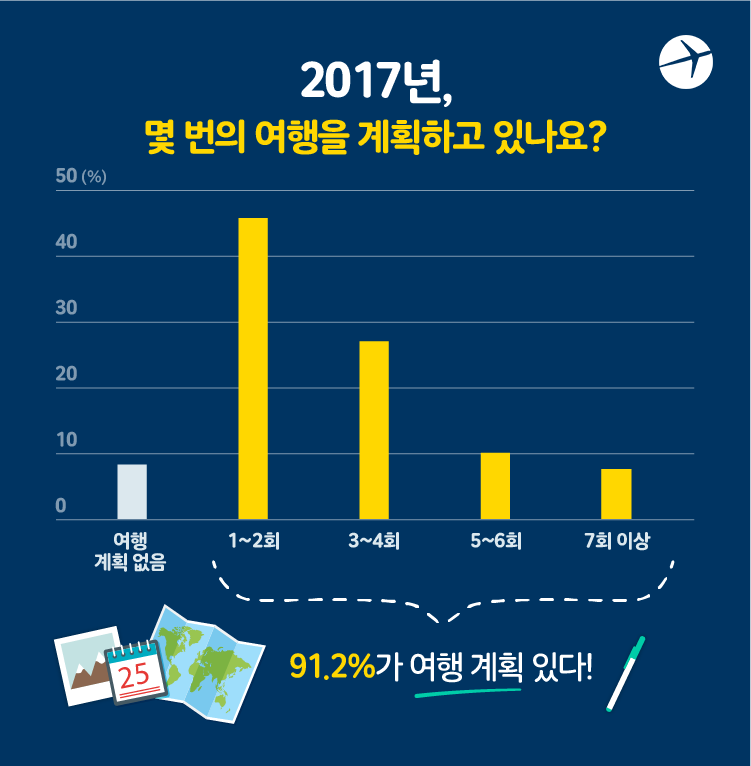 2017년,
몇 번의 여행을 계획하고 있나요?
50 (%)
40
30
20
10
0
여행
계획 없음
1~2회
3~4회
5~6회
7회 이상
25
91.2%가 여행 계획 있다!